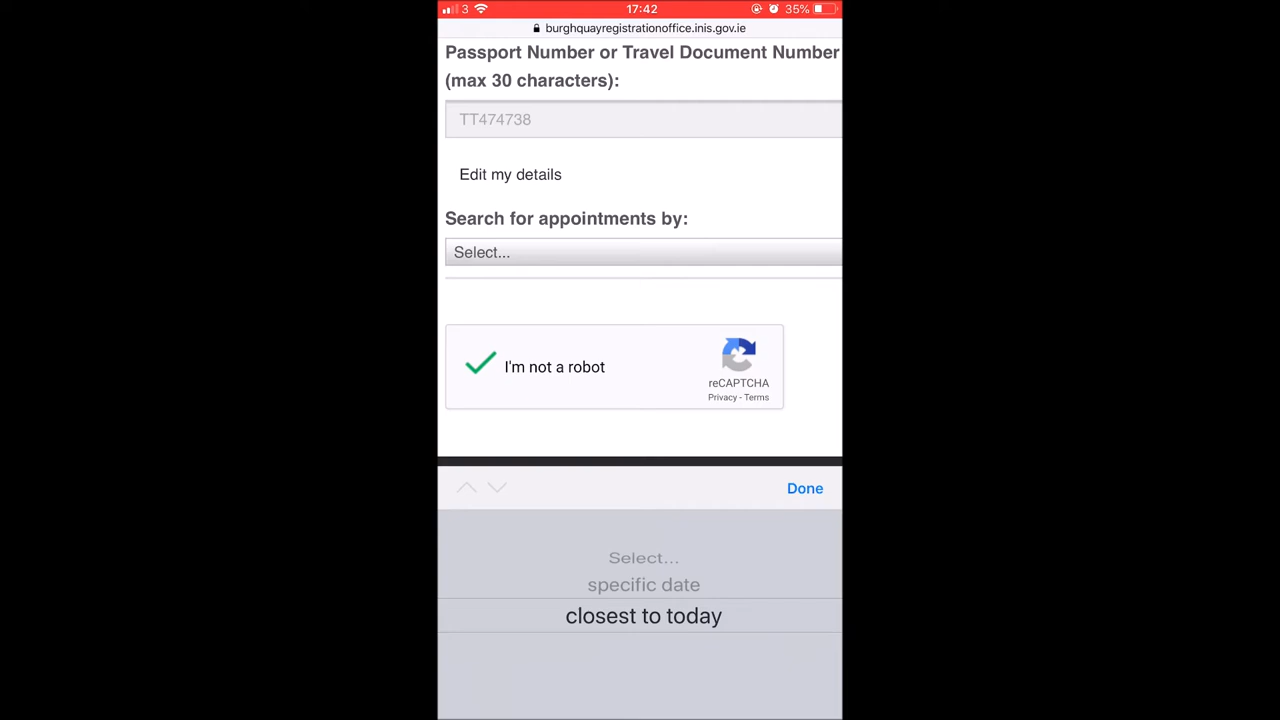 3 17:42 35%
burghquayregistrationoffice.inis.gov.ie
Passport Number or Travel Document Number
(max 30 characters):
TT474738
Edit my details
Search for appointments by:
Select...
I'm not a robot
reCAPTCHA
Privacy - Terms
Done
Select...
specific date
closest to today